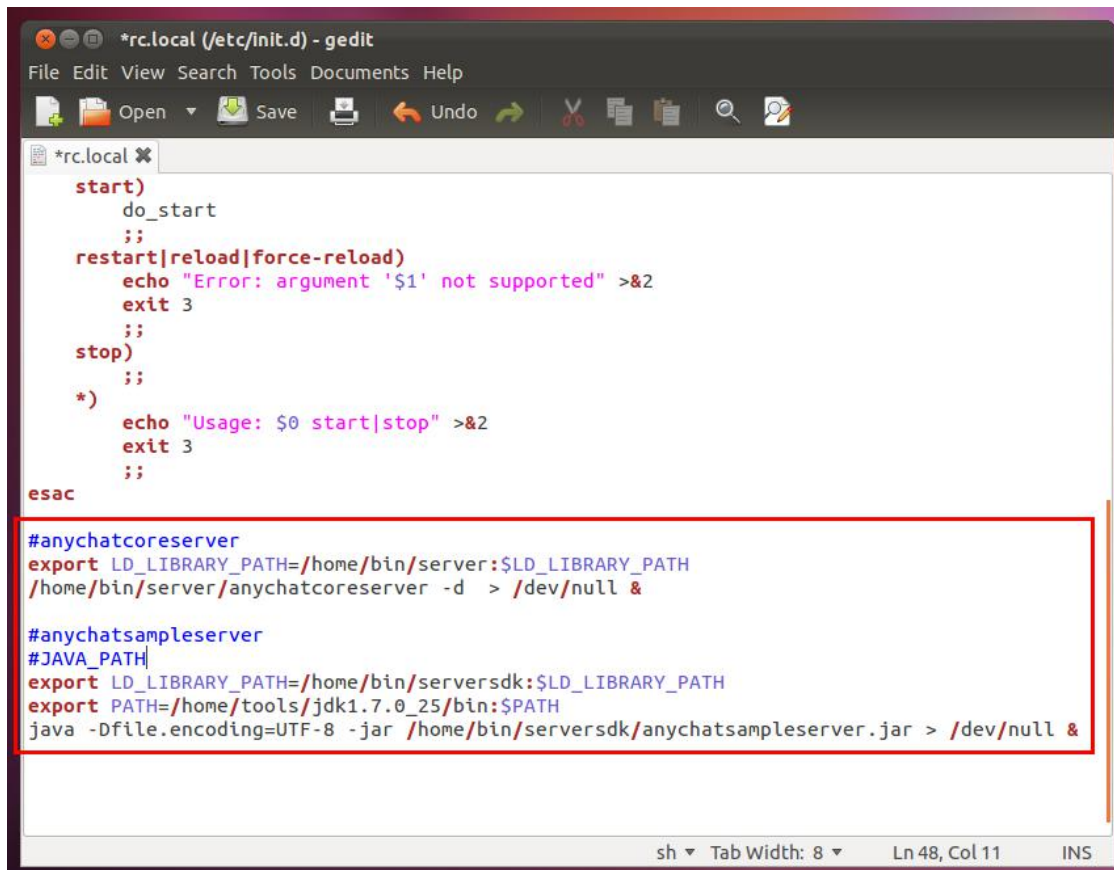 *rc.local (/etc/init.d) - gedit
File Edit View Search Tools Documents Help
Open Save Undo
*rc.local
start)
do_start
;;
restart|reload|force-reload)
echo "Error: argument '$1' not supported" >&2
exit 3
;;
stop)
;;
*)
echo "Usage: $0 start|stop" >&2
exit 3
;;
esac
#anychatcoreserver
export LD_LIBRARY_PATH=/home/bin/server:$LD_LIBRARY_PATH
/home/bin/server/anychatcoreserver -d  > /dev/null &
#anychatsampleserver
#JAVA_PATH
export LD_LIBRARY_PATH=/home/bin/serversdk:$LD_LIBRARY_PATH
export PATH=/home/tools/jdk1.7.0_25/bin:$PATH
java -Dfile.encoding=UTF-8 -jar /home/bin/serversdk/anychatsampleserver.jar > /dev/null &
sh Tab Width: 8 Ln 48, Col 11 INS